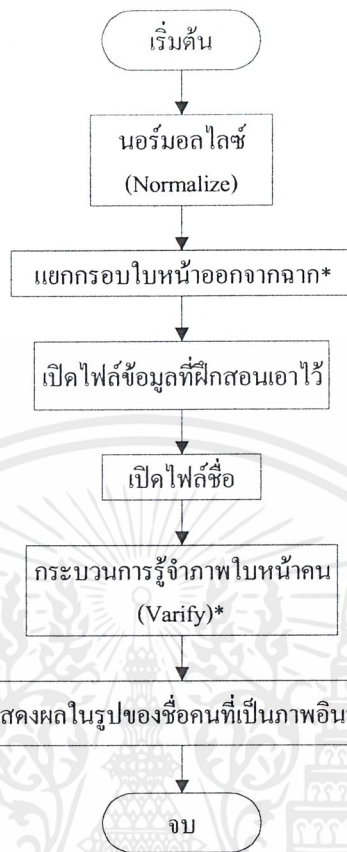 เริ่มต้น
นอร์มอลไลซ์
(Normalize)
แยกกรอบใบหน้าออกจากฉาก*
เปิดไฟล์ข้อมูลที่ฝึกสอนเอาไว้
เปิดไฟล์ชื่อ
กระบวนการรู้จำภาพใบหน้าคน
(Varify)*
สดงผลในรูปของชื่อคนที่เป็นภาพอิน
จบ